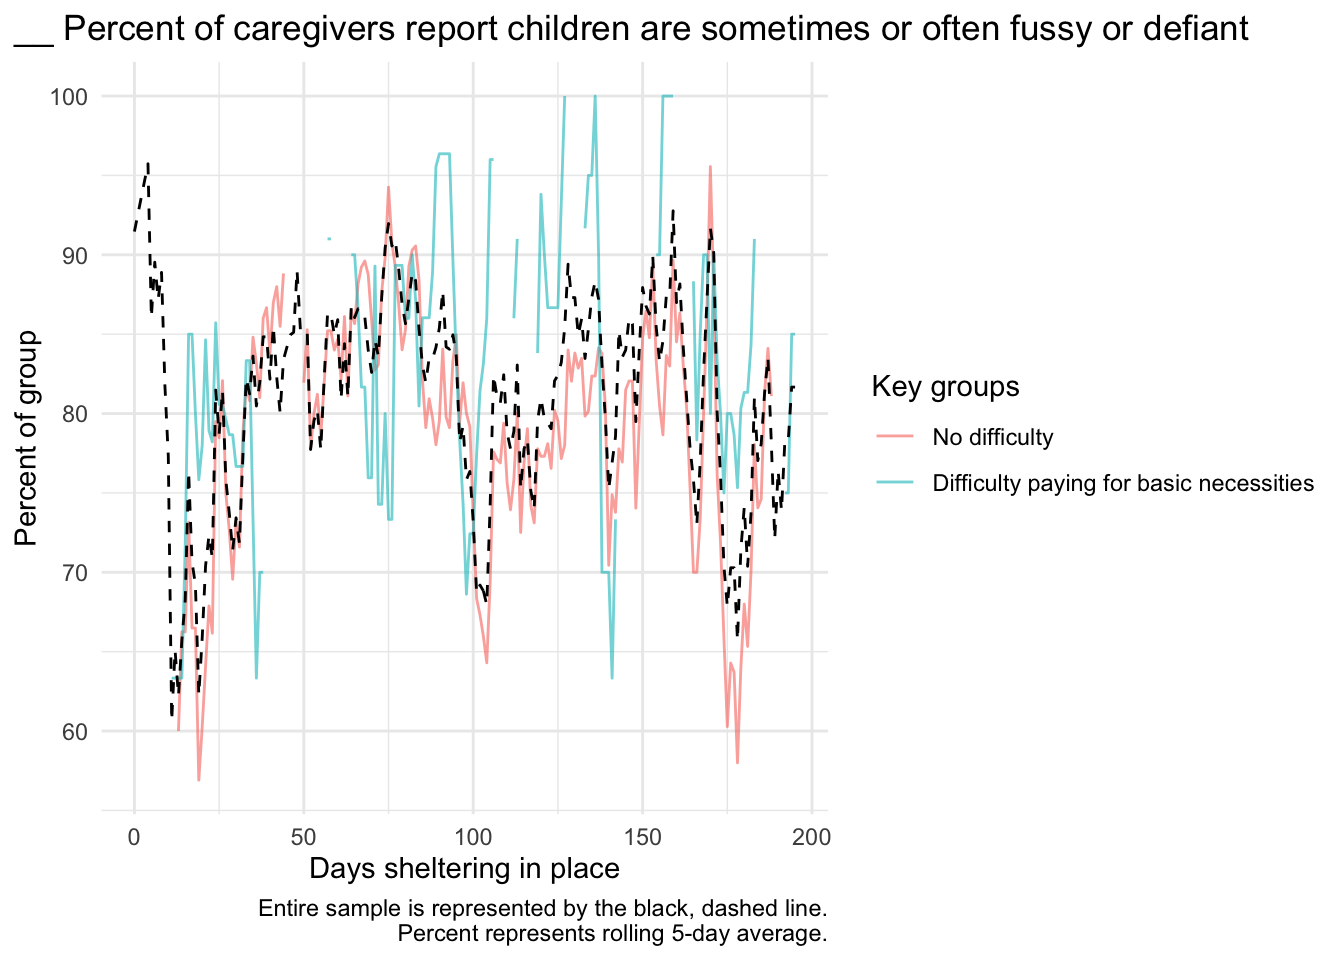 __ Percent of caregivers report children are sometimes or often fussy or defiant
100
90
80
70
60
Percent of group
0 50 100 150 200
Days sheltering in place
Key groups
No difficulty
Difficulty paying for basic necessities
Entire sample is represented by the black, dashed line.
Percent represents rolling 5-day average.